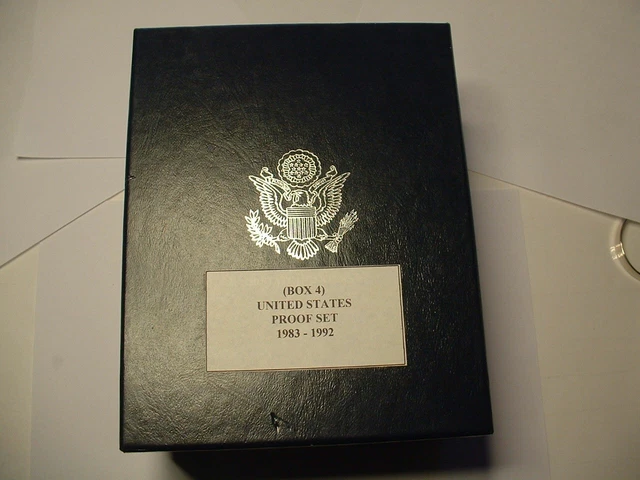 (BOX 4)
UNITED STATES
PROOF SET
1983 - 1992